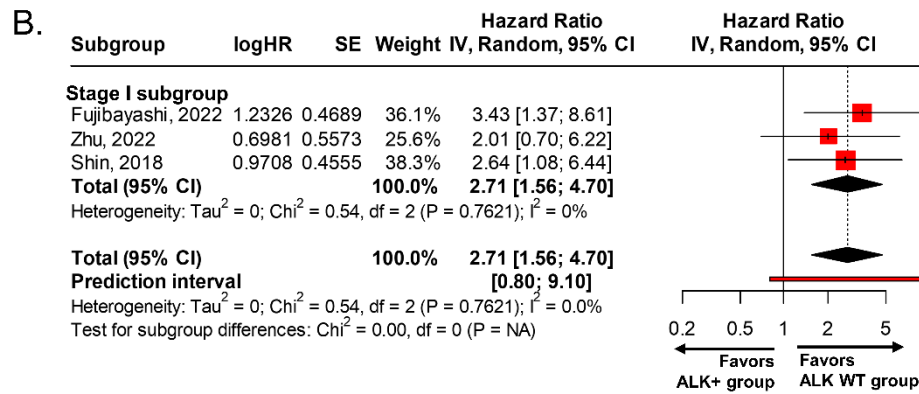 B.
Hazard Ratio Hazard Ratio
Subgroup logHR SE Weight IV, Random, 95% CI IV, Random, 95% CI
Stage I subgroup
Fujibayashi, 2022 1.2326 0.4689 36.1% 3.43 [1.37; 8.61]
Zhu, 2022 0.6981 0.5573 25.6% 2.01 [0.70; 6.22]
Shin, 2018 0.9708 0.4555 38.3% 2.64 [1.08; 6.44]
Total (95% CI) 100.0% 2.71 [1.56; 4.70]
Heterogeneity: Tau² = 0; Chi² = 0.54, df = 2 (P = 0.7621); I² = 0%
Total (95% CI) 100.0% 2.71 [1.56; 4.70]
Prediction interval [0.80; 9.10]
Heterogeneity: Tau² = 0; Chi² = 0.54, df = 2 (P = 0.7621); I² = 0.0%
Test for subgroup differences: Chi² = 0.00, df = 0 (P = NA)
0.2 0.5 1 2 5
Favors Favors
ALK+ group ALK WT group